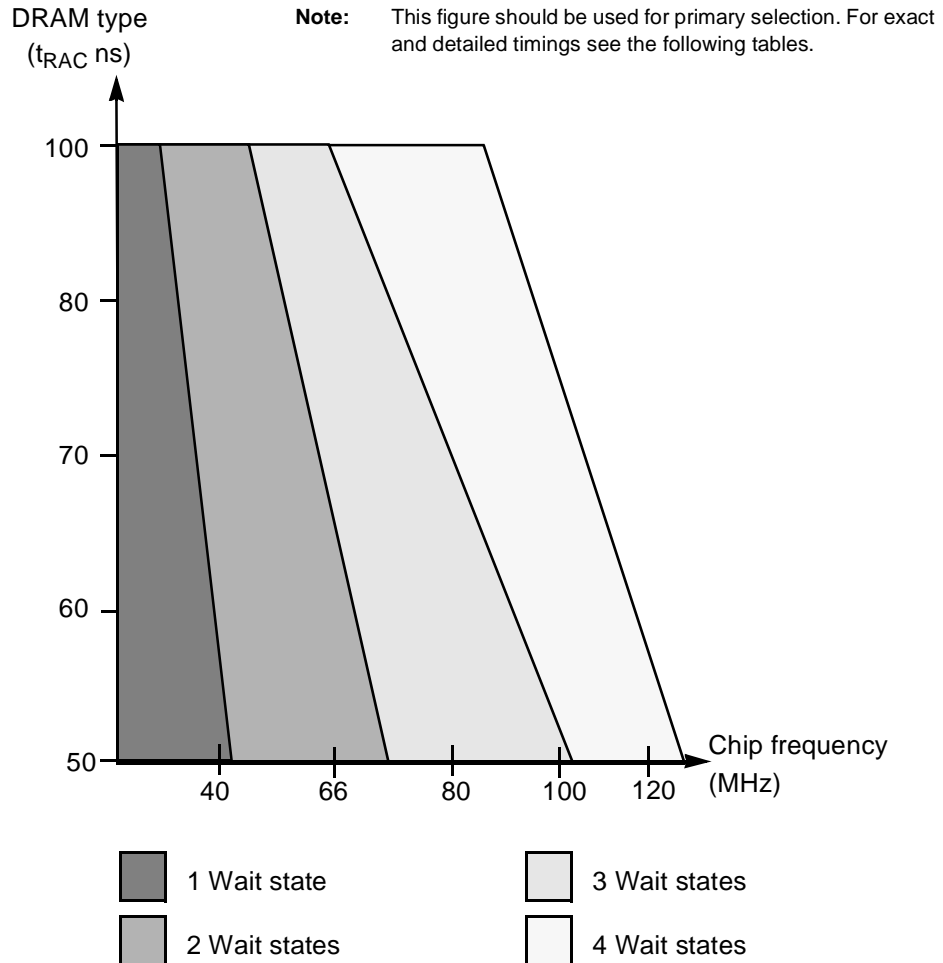 DRAM type
(tRAC ns)
Note: This figure should be used for primary selection. For exact
and detailed timings see the following tables.
100
80
70
60
50
40 66 80 100 120
Chip frequency
(MHz)
1 Wait state
2 Wait states
3 Wait states
4 Wait states